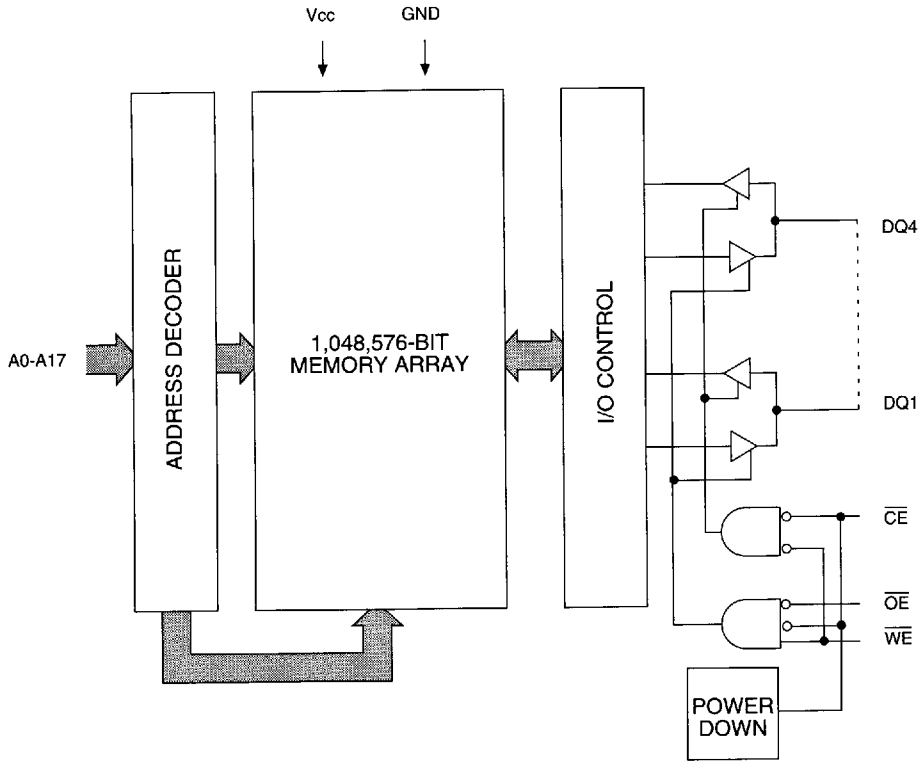 Vcc
GND
DQ4
A0-A17
ADDRESS DECODER
1,048,576-BIT
MEMORY ARRAY
I/O CONTROL
DQ1
CE
OE
WE
POWER
DOWN